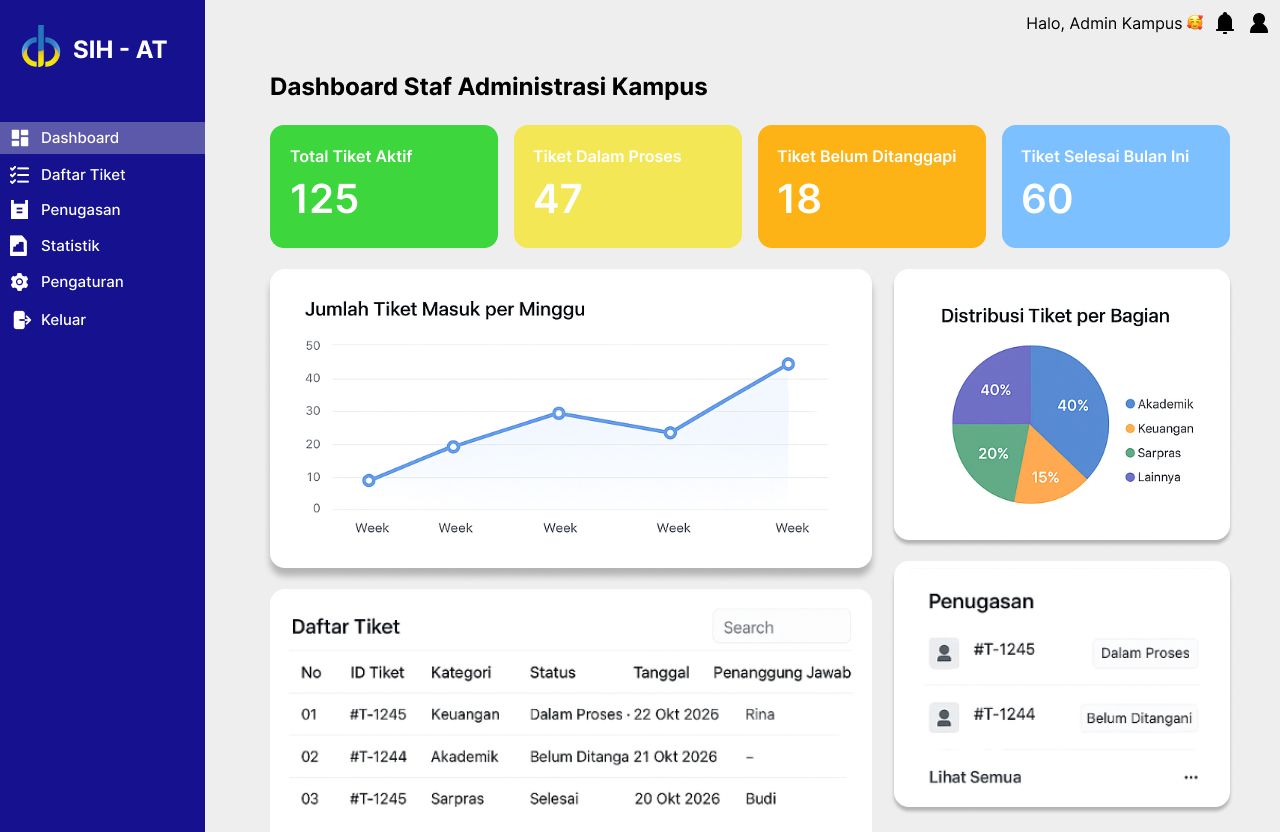 SIH - AT
Halo, Admin Kampus 🥰
Dashboard
Daftar Tiket
Penugasan
Statistik
Pengaturan
Keluar
Dashboard Staf Administrasi Kampus
Total Tiket Aktif
125
Tiket Dalam Proses
47
Tiket Belum Ditanggapi
18
Tiket Selesai Bulan Ini
60
Jumlah Tiket Masuk per Minggu
50
40
30
20
10
0
Week Week Week Week Week
Distribusi Tiket per Bagian
40%
40%
20%
15%
Akademik
Keuangan
Sarpras
Lainnya
Daftar Tiket
Search
No ID Tiket Kategori Status Tanggal Penanggung Jawab
01 #T-1245 Keuangan Dalam Proses · 22 Okt 2026 Rina
02 #T-1244 Akademik Belum Ditanga 21 Okt 2026 –
03 #T-1245 Sarpras Selesai 20 Okt 2026 Budi
Penugasan
#T-1245 Dalam Proses
#T-1244 Belum Ditangani
Lihat Semua ...